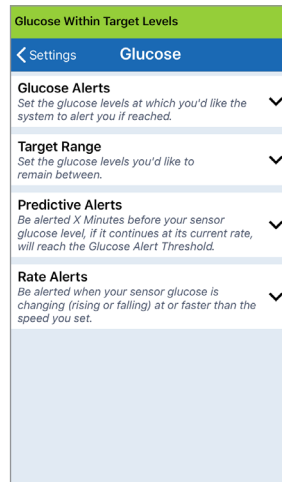 Glucose Within Target Levels
Settings
Glucose
Glucose Alerts
Set the glucose levels at which you'd like the
system to alert you if reached.
Target Range
Set the glucose levels you'd like to
remain between.
Predictive Alerts
Be alerted X Minutes before your sensor
glucose level, if it continues at its current rate,
will reach the Glucose Alert Threshold.
Rate Alerts
Be alerted when your sensor glucose is
changing (rising or falling) at or faster than the
speed you set.